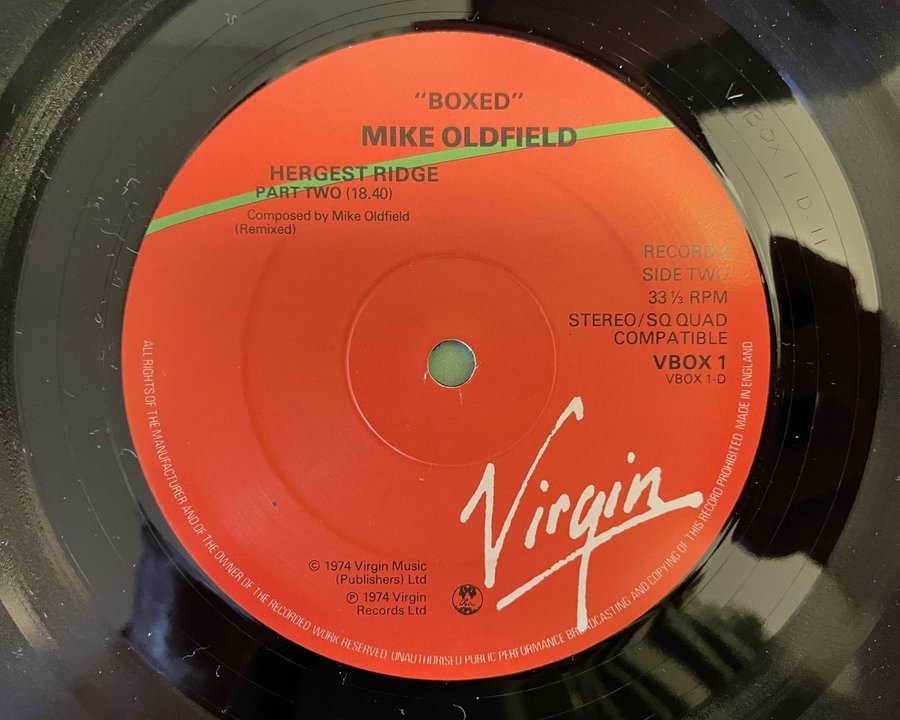 "BOXED"
MIKE OLDFIELD
HERGEST RIDGE
PART TWO (18.40)
Composed by Mike Oldfield
(Remixed)
RECORD 2
SIDE TWO
33⅓ RPM
STEREO/SQ QUAD
COMPATIBLE
VBOX 1
VBOX 1-D
Virgin
© 1974 Virgin Music
(Publishers) Ltd
℗ 1974 Virgin
Records Ltd
ALL RIGHTS OF THE MANUFACTURER AND OF THE OWNER OF THE RECORDED WORK RESERVED UNAUTHORISED PUBLIC PERFORMANCE BROADCASTING AND COPYING OF THIS RECORD PROHIBITED MADE IN ENGLAND
VBOX 1 D